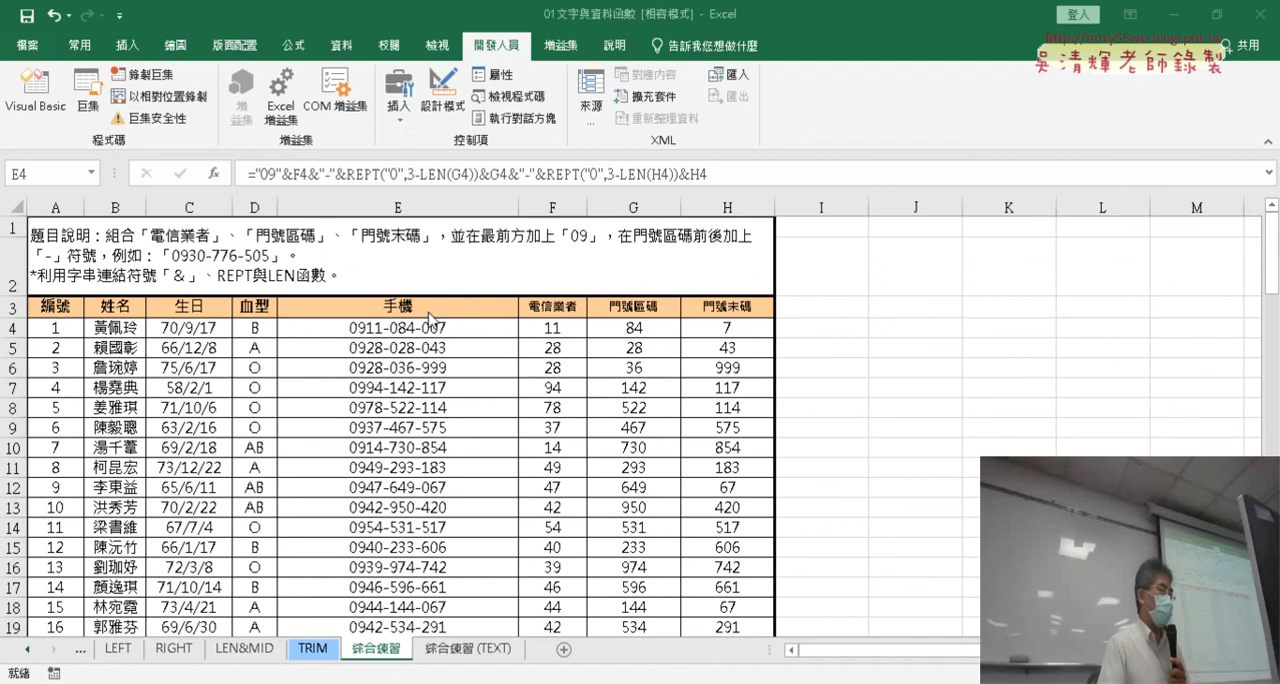 01文字與資料函數 [相容模式] - Excel
登入
http://terry55wu.blogspot.tw
吳清輝老師錄製
檔案 常用 插入 繪圖 版面配置 公式 資料 校閱 檢視 開發人員 增益集 說明 告訴我您想做什麼 共用
Visual Basic 巨集 錄製巨集 以相對位置錄製 巨集安全性 程式碼
增益集 Excel 增益集 COM 增益集 增益集
插入 設計模式 屬性 檢視程式碼 執行對話方塊 控制項
來源... 對應內容 擴充套件 重新整理資料 匯入 匯出 XML
E4 fx ="09"&F4&"-"&REPT("0",3-LEN(G4))&G4&"-"&REPT("0",3-LEN(H4))&H4
A B C D E F G H I J K L M
1 題目說明：組合「電信業者」、「門號區碼」、「門號末碼」，並在最前方加上「09」，在門號區碼前後加上
「-」符號，例如：「0930-776-505」。
2 *利用字串連結符號「&」、REPT與LEN函數。
3 編號 姓名 生日 血型 手機 電信業者 門號區碼 門號末碼
4 1 黃佩玲 70/9/17 B 0911-084-007 11 84 7
5 2 賴國彰 66/12/8 A 0928-028-043 28 28 43
6 3 詹琬婷 75/6/17 O 0928-036-999 28 36 999
7 4 楊堯典 58/2/1 O 0994-142-117 94 142 117
8 5 姜雅琪 71/10/6 O 0978-522-114 78 522 114
9 6 陳毅聰 63/2/16 O 0937-467-575 37 467 575
10 7 湯千葦 69/2/18 AB 0914-730-854 14 730 854
11 8 柯昆宏 73/12/22 A 0949-293-183 49 293 183
12 9 李東益 65/6/11 AB 0947-649-067 47 649 67
13 10 洪秀芳 70/2/22 AB 0942-950-420 42 950 420
14 11 梁書維 67/7/4 O 0954-531-517 54 531 517
15 12 陳沅竹 66/1/17 B 0940-233-606 40 233 606
16 13 劉珈妤 72/3/8 O 0939-974-742 39 974 742
17 14 顏逸琪 71/10/14 B 0946-596-661 46 596 661
18 15 林宛霓 73/4/21 A 0944-144-067 44 144 67
19 16 郭雅芬 69/6/30 A 0942-534-291 42 534 291
... LEFT RIGHT LEN&MID TRIM 綜合練習 綜合練習 (TEXT)
就緒